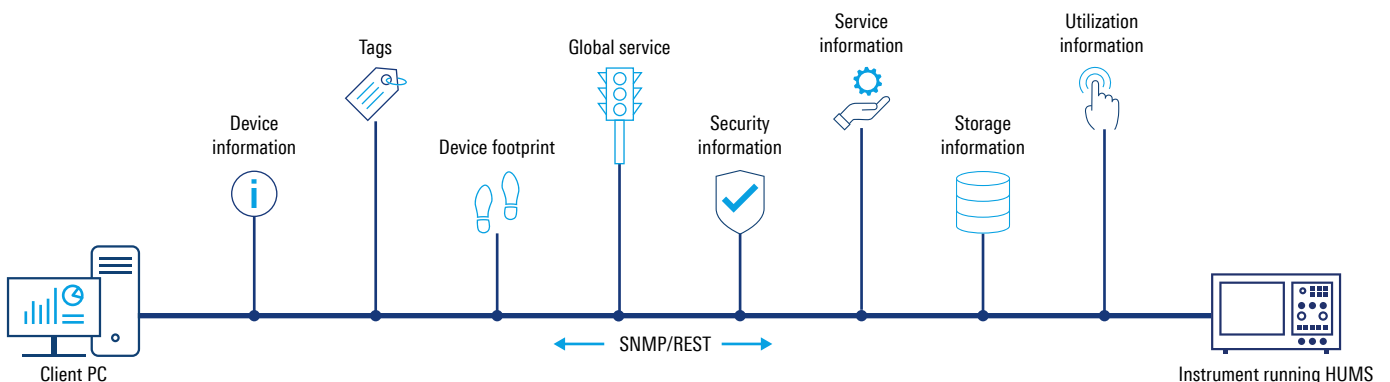 Device
information
Tags
Device footprint
Global service
Security
information
Service
information
Storage
information
Utilization
information
SNMP/REST
Client PC
Instrument running HUMS